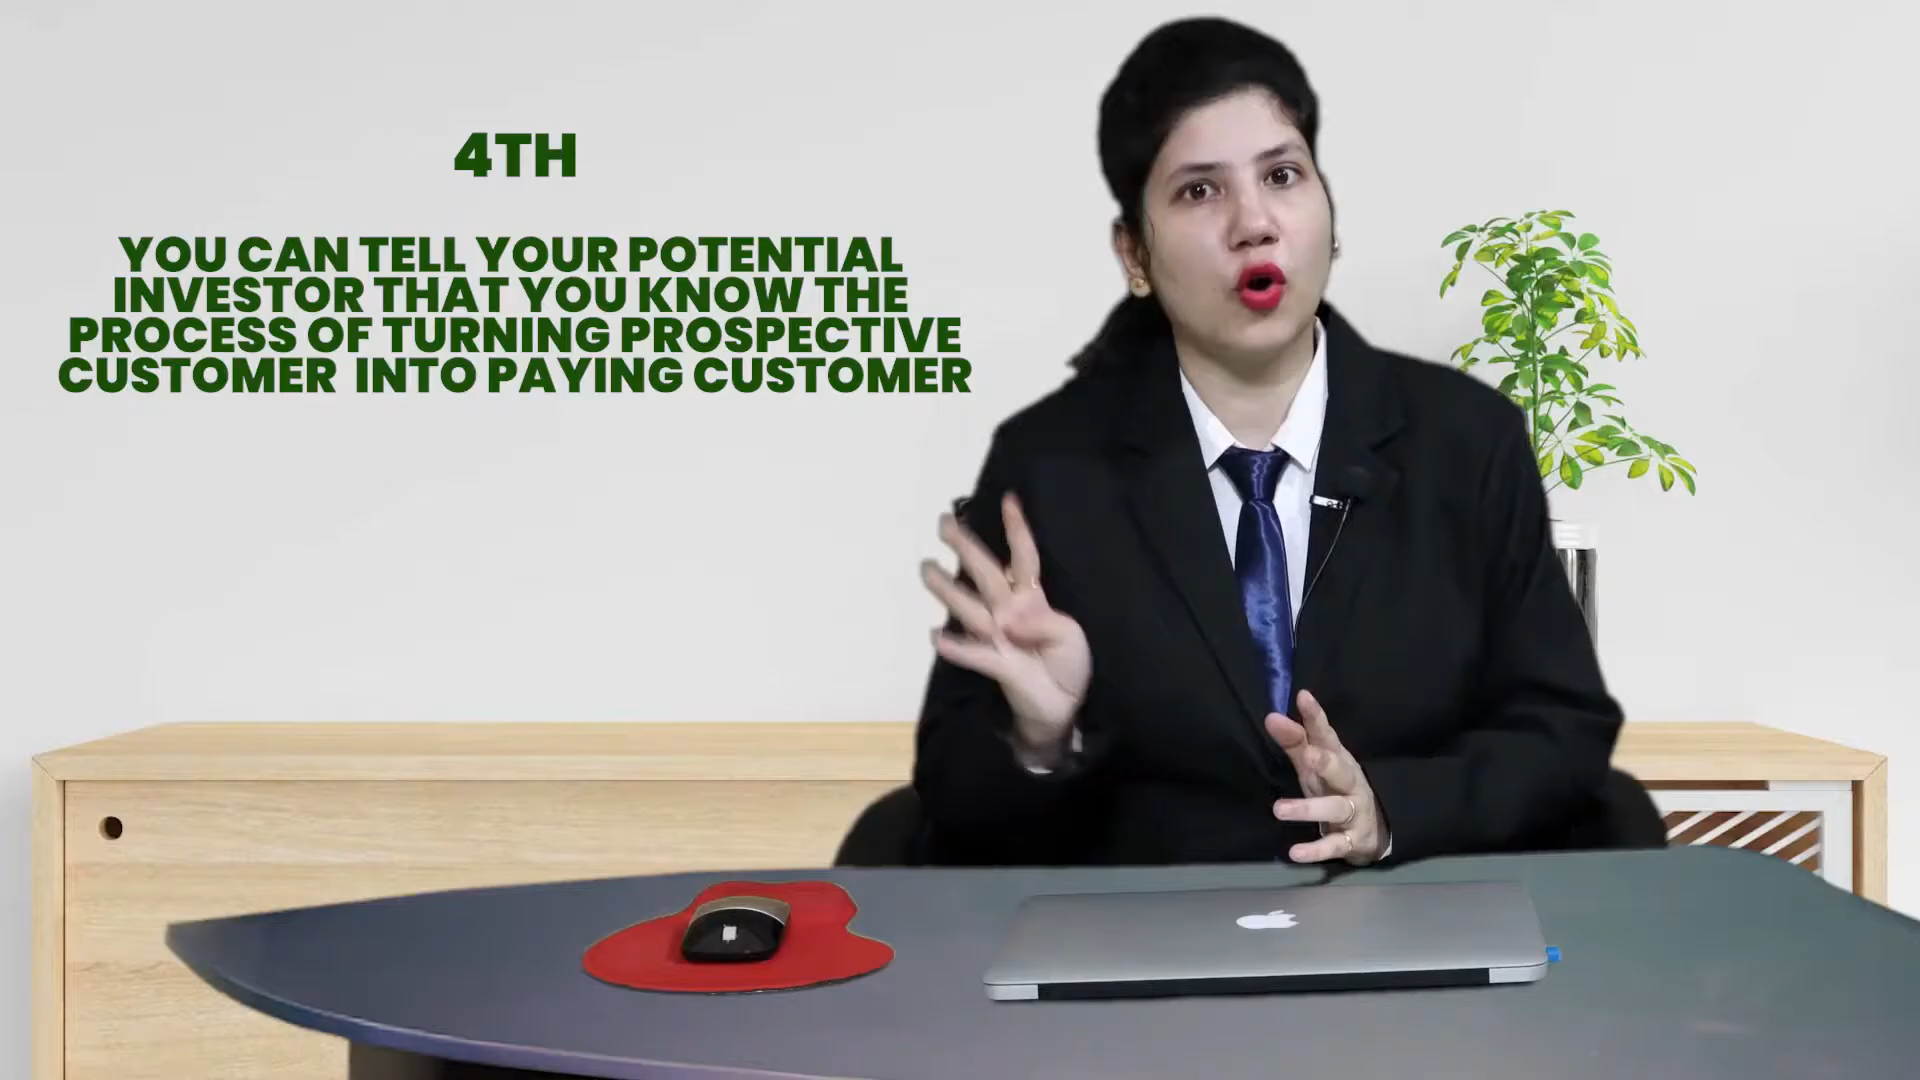 4TH
YOU CAN TELL YOUR POTENTIAL
INVESTOR THAT YOU KNOW THE
PROCESS OF TURNING PROSPECTIVE
CUSTOMER INTO PAYING CUSTOMER